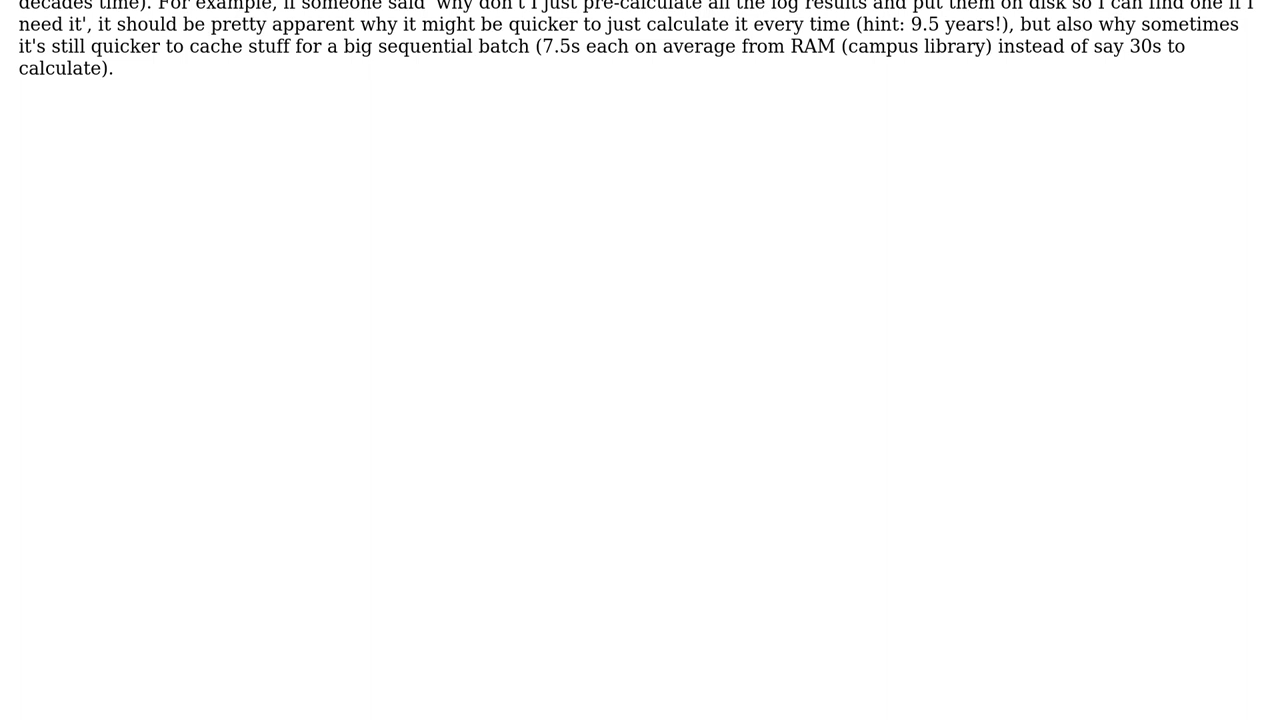 decades time). For example, if someone said 'why don't I just pre-calculate all the log results and put them on disk so I can find one if I
need it', it should be pretty apparent why it might be quicker to just calculate it every time (hint: 9.5 years!), but also why sometimes
it's still quicker to cache stuff for a big sequential batch (7.5s each on average from RAM (campus library) instead of say 30s to
calculate).